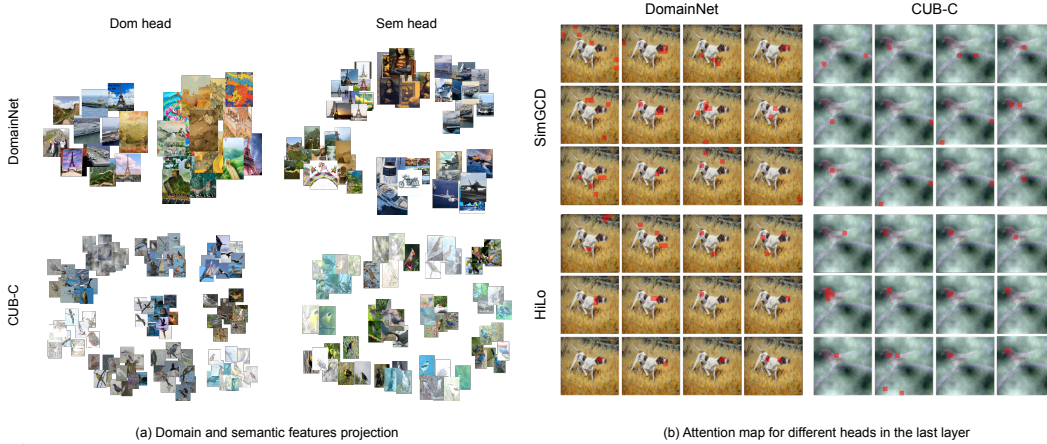 Dom head
Sem head
DomainNet
CUB-C
(a) Domain and semantic features projection
DomainNet
CUB-C
SimGCD
HiLo
(b) Attention map for different heads in the last layer